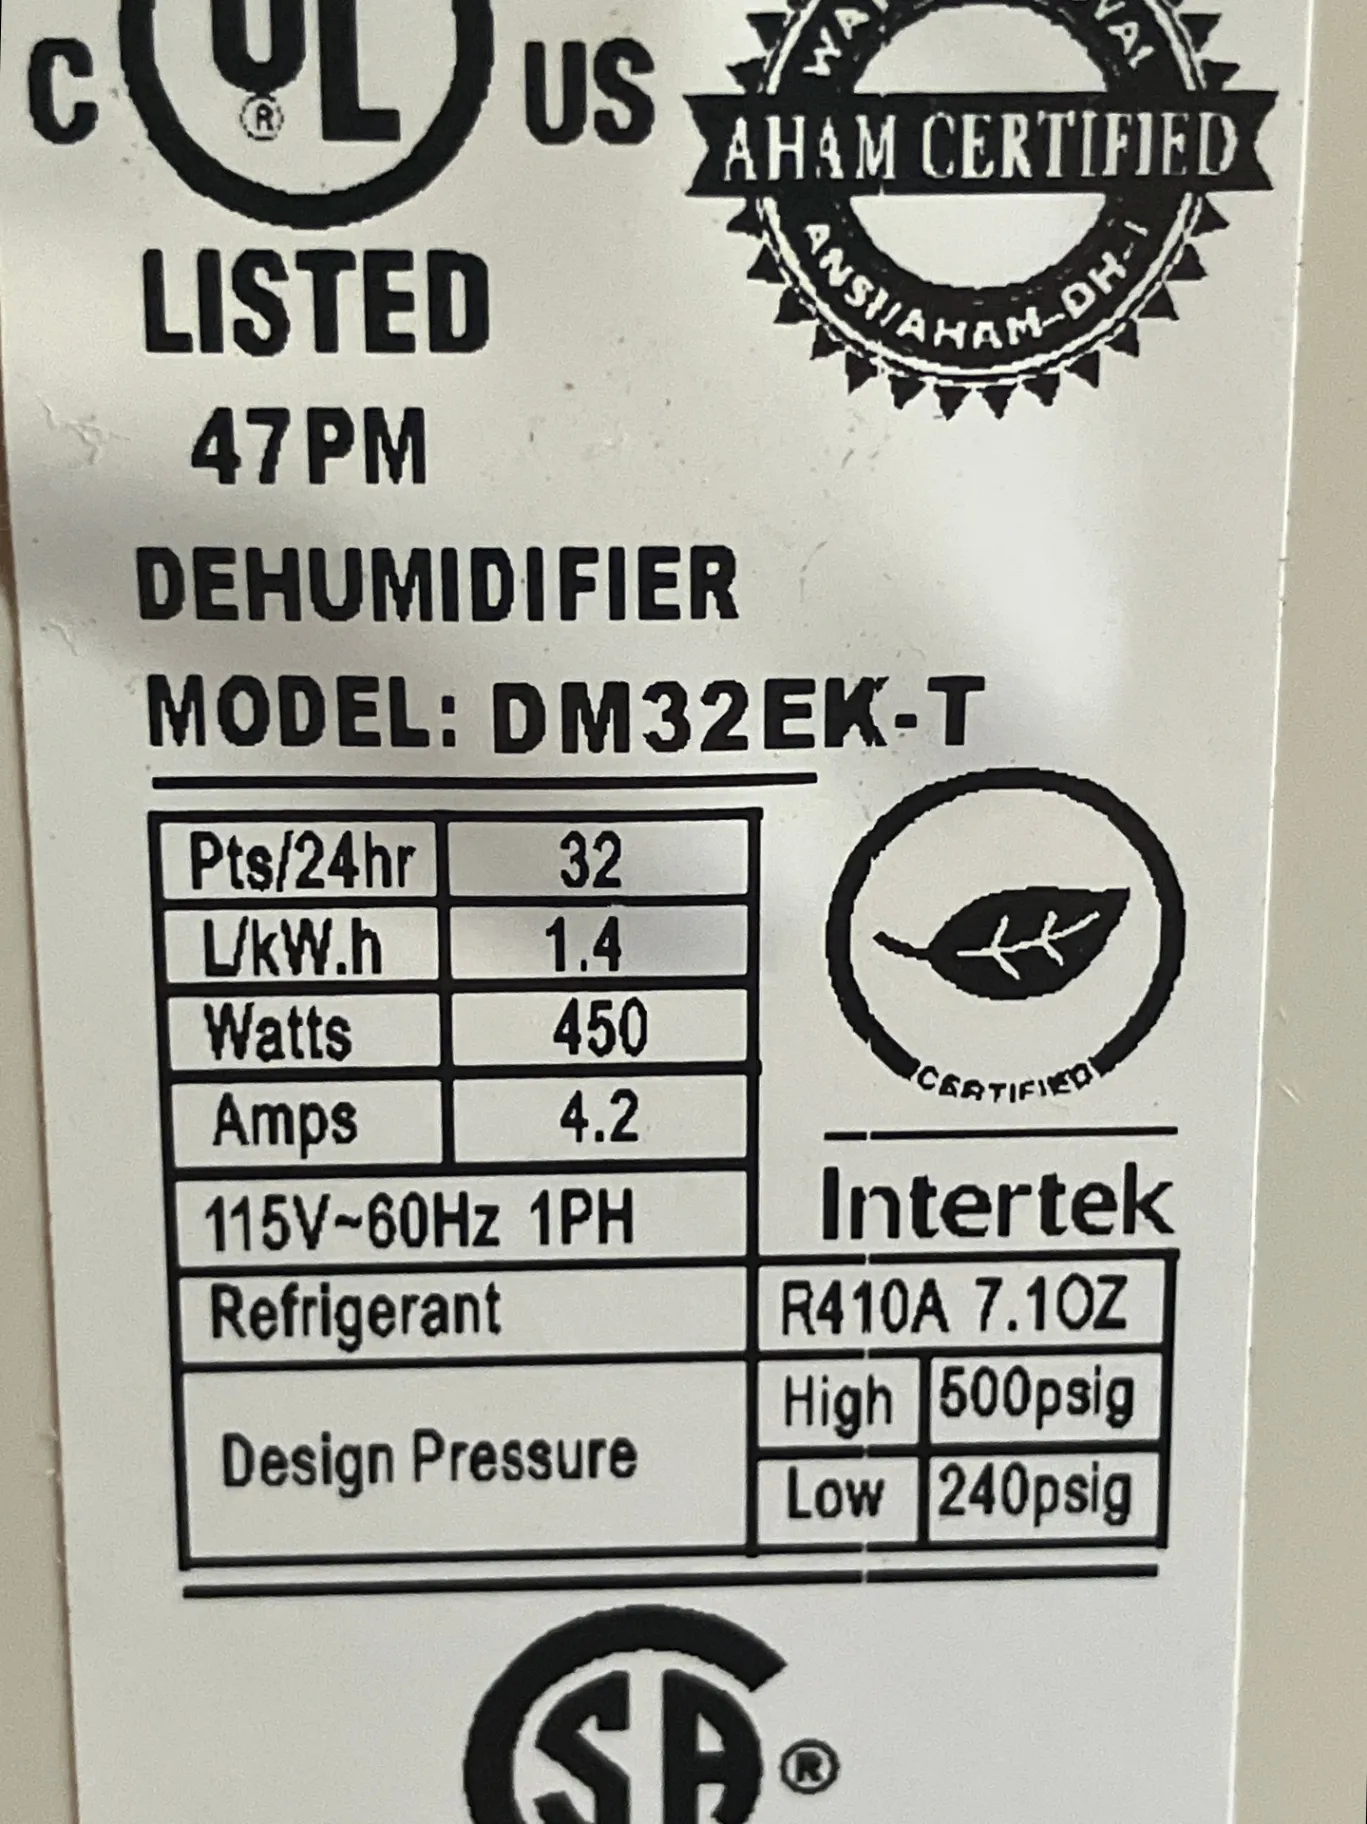 C UL US
®
AHAM CERTIFIED
ANSI/AHAM-DH-1
LISTED
47PM
DEHUMIDIFIER
MODEL: DM32EK-T
Pts/24hr 32
L/kW.h 1.4
Watts 450
Amps 4.2
CERTIFIED
Intertek
115V~60Hz 1PH
Refrigerant R410A 7.1OZ
Design Pressure
High 500psig
Low 240psig
SA ®